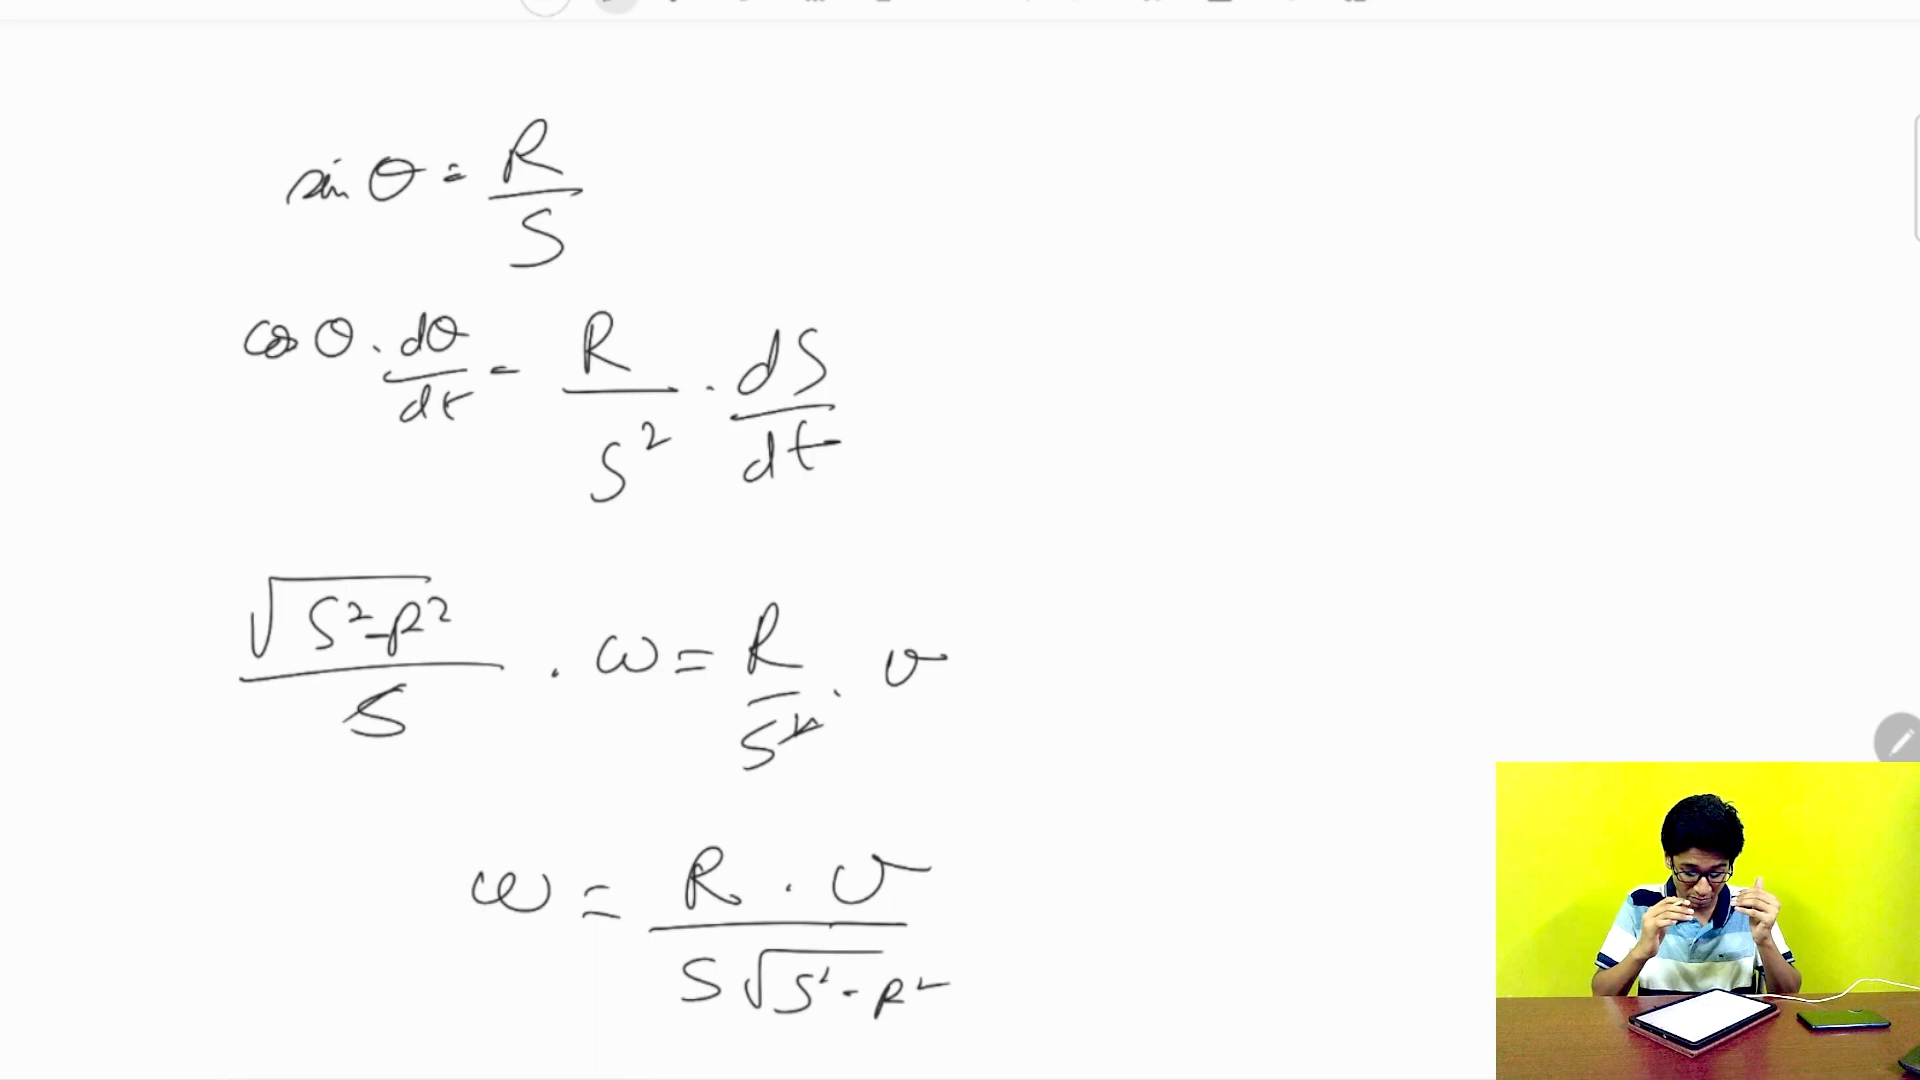 sin θ = R/S
cos θ · dθ/dt = R/S² · dS/dt
√(S²-R²)/S · ω = R/S² · v
ω = R · v / S√(S²-R²)